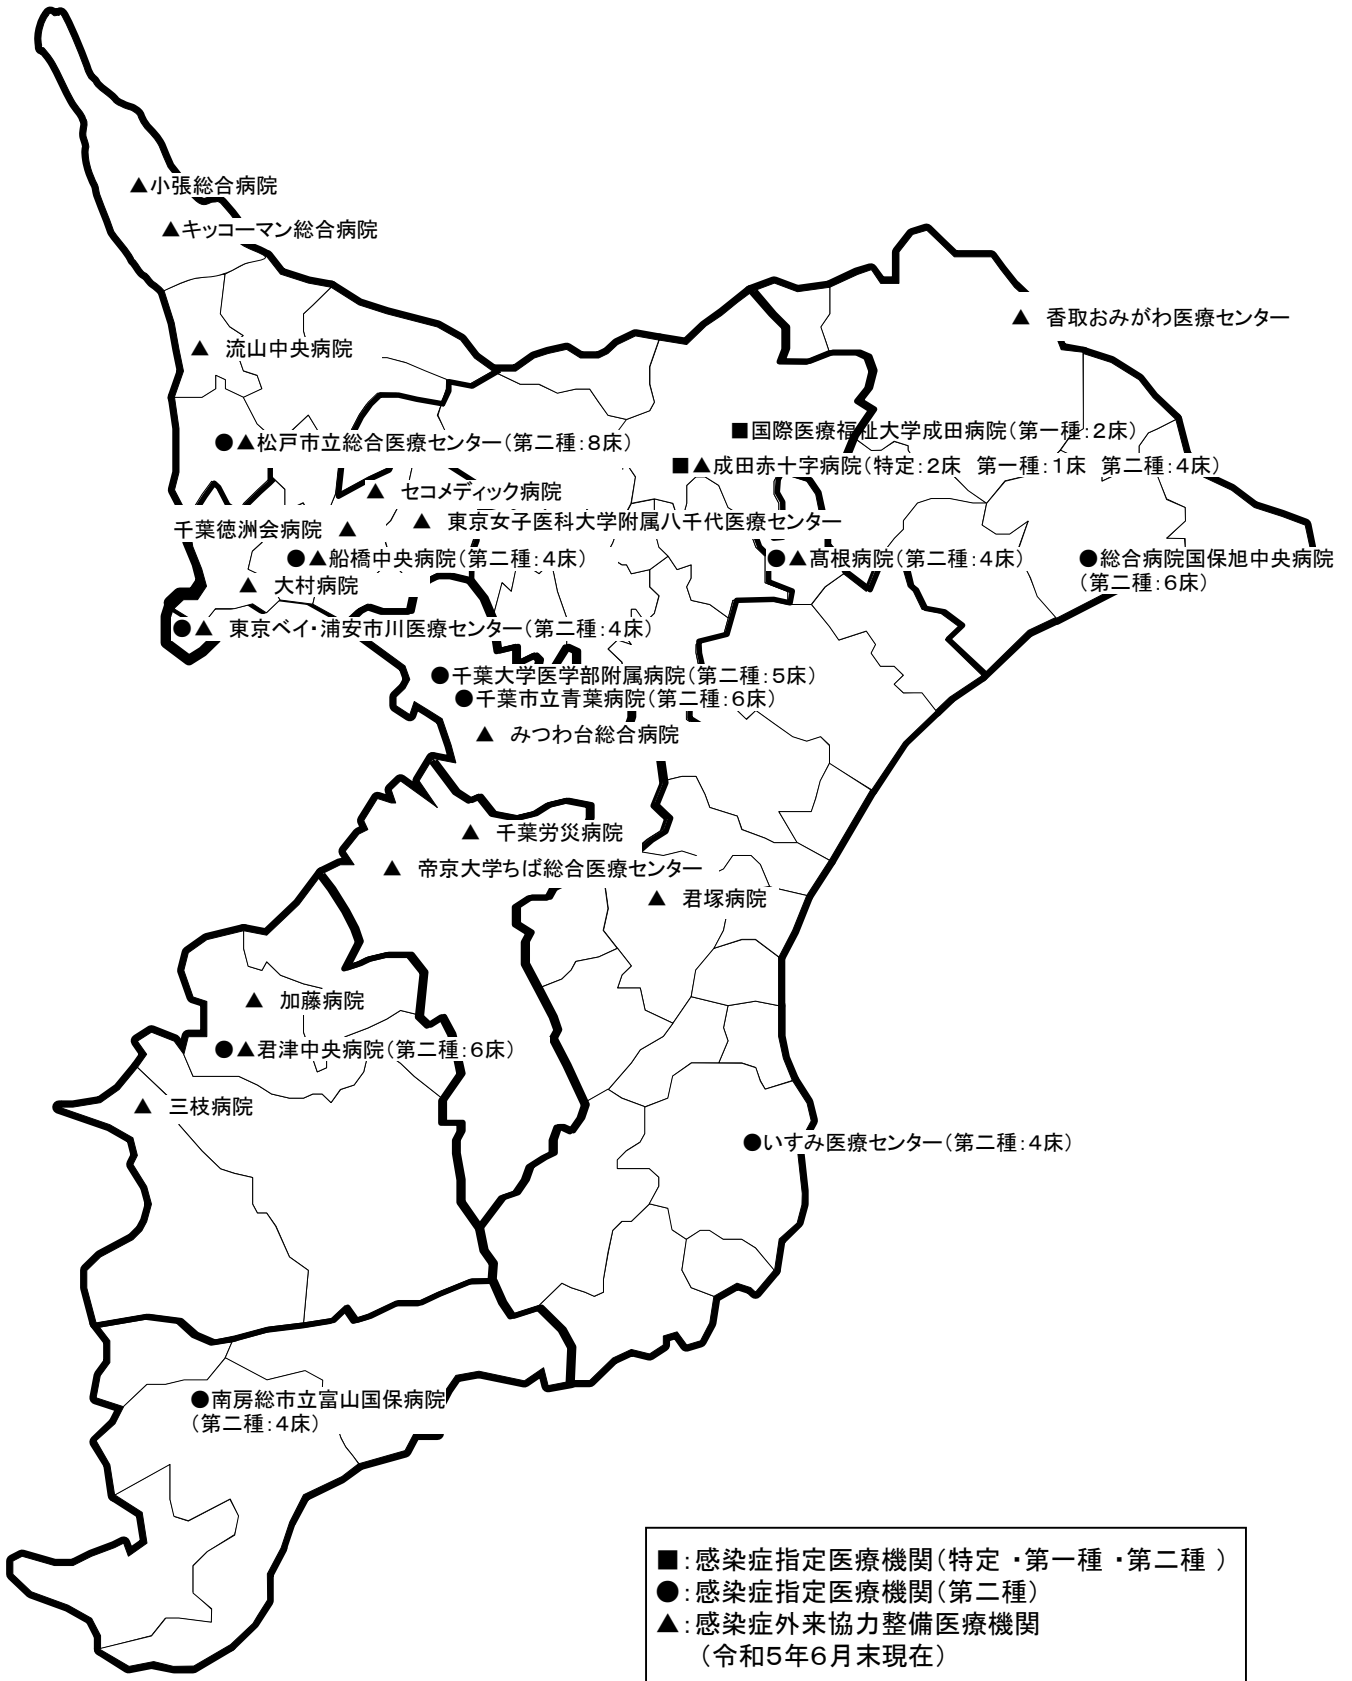 ▲小張総合病院
▲キッコーマン総合病院
▲ 香取おみがわ医療センター
▲ 流山中央病院
■国際医療福祉大学成田病院(第一種:2床)
●▲松戸市立総合医療センター(第二種:8床)
■▲成田赤十字病院(特定:2床 第一種:1床 第二種:4床)
▲ セコメディック病院
▲ 東京女子医科大学附属八千代医療センター
千葉徳洲会病院 ▲
●▲船橋中央病院(第二種:4床)
●▲髙根病院(第二種:4床)
●総合病院国保旭中央病院
(第二種:6床)
▲ 大村病院
●▲ 東京ベイ・浦安市川医療センター(第二種:4床)
●千葉大学医学部附属病院(第二種:5床)
●千葉市立青葉病院(第二種:6床)
▲ みつわ台総合病院
▲ 千葉労災病院
▲ 帝京大学ちば総合医療センター
▲ 君塚病院
▲ 加藤病院
●▲君津中央病院(第二種:6床)
▲ 三枝病院
●いすみ医療センター(第二種:4床)
●南房総市立富山国保病院
(第二種:4床)
■:感染症指定医療機関(特定 ・第一種 ・第二種 )
●:感染症指定医療機関(第二種)
▲:感染症外来協力整備医療機関
(令和5年6月末現在)